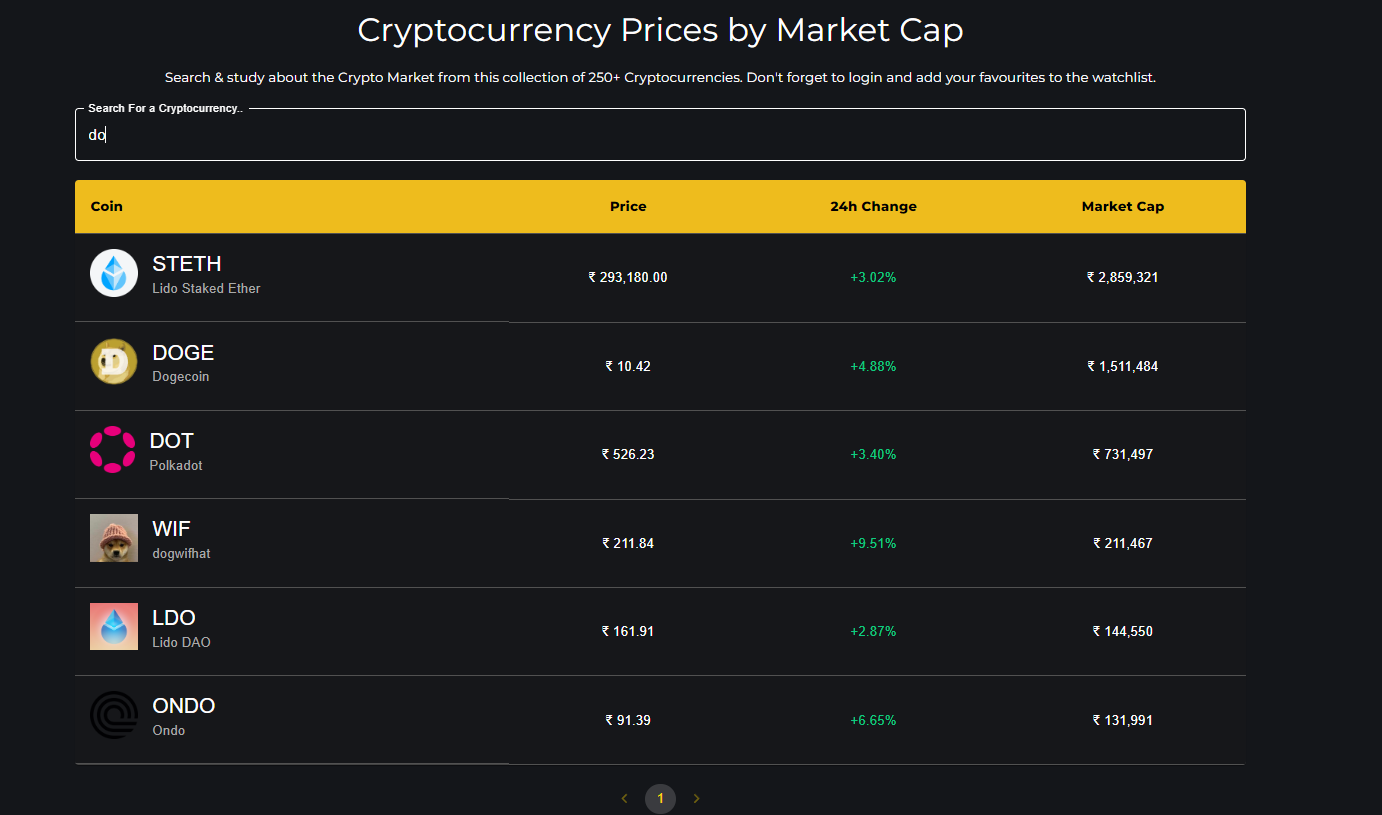 Cryptocurrency Prices by Market Cap
Search & study about the Crypto Market from this collection of 250+ Cryptocurrencies. Don't forget to login and add your favourites to the watchlist.
Search For a Cryptocurrency..
do
Coin Price 24h Change Market Cap
STETH
Lido Staked Ether
₹ 293,180.00 +3.02% ₹ 2,859,321
DOGE
Dogecoin
₹ 10.42 +4.88% ₹ 1,511,484
DOT
Polkadot
₹ 526.23 +3.40% ₹ 731,497
WIF
dogwifhat
₹ 211.84 +9.51% ₹ 211,467
LDO
Lido DAO
₹ 161.91 +2.87% ₹ 144,550
ONDO
Ondo
₹ 91.39 +6.65% ₹ 131,991
1